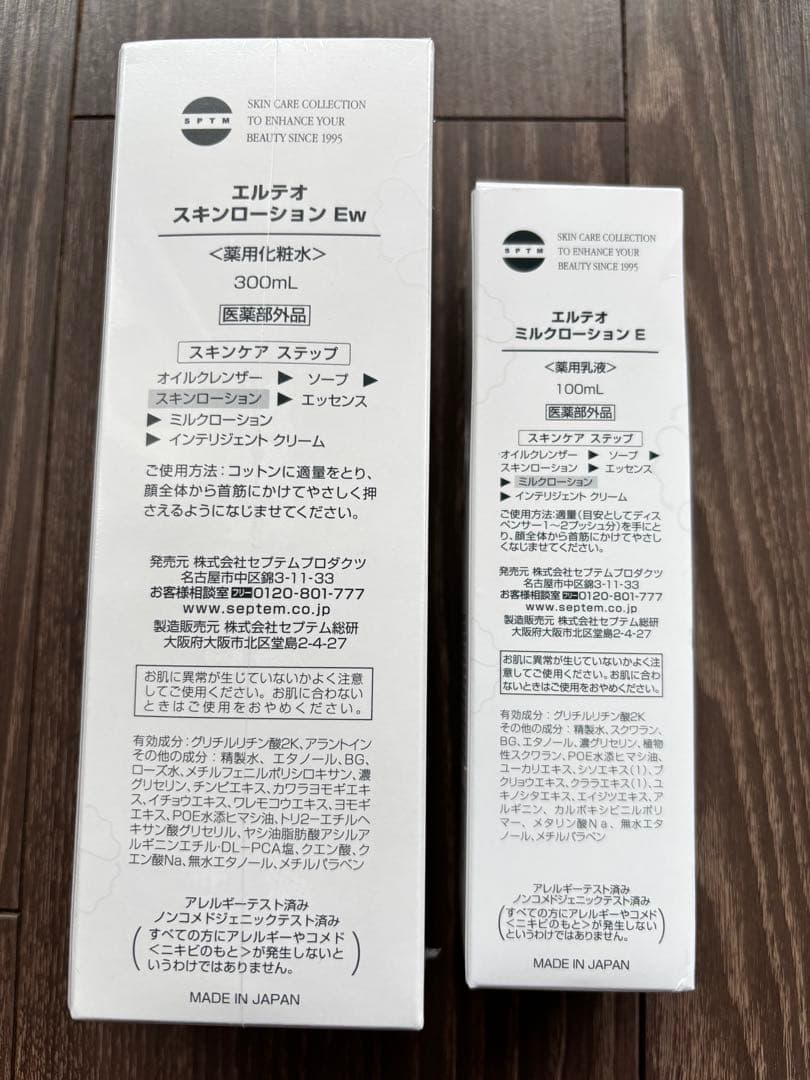 SPTM
SKIN CARE COLLECTION
TO ENHANCE YOUR
BEAUTY SINCE 1995
エルテオ
スキンローション Ew
＜薬用化粧水＞
300mL
医薬部外品
スキンケア ステップ
オイルクレンザー ▶ ソープ ▶
スキンローション ▶ エッセンス
▶ ミルクローション
▶ インテリジェント クリーム
ご使用方法：コットンに適量をとり、
顔全体から首筋にかけてやさしく押
さえるようになじませてください。
発売元 株式会社セプテムプロダクツ
名古屋市中区錦3-11-33
お客様相談室 フリー0120-801-777
www.septem.co.jp
製造販売元 株式会社セプテム総研
大阪府大阪市北区堂島2-4-27
お肌に異常が生じていないかよく注意
してご使用ください。お肌に合わない
ときはご使用をおやめください。
有効成分：グリチルリチン酸2K、アラントイン
その他の成分：精製水、エタノール、BG、
ローズ水、メチルフェニルポリシロキサン、濃
グリセリン、チンピエキス、カワラヨモギエキ
ス、イチョウエキス、ワレモコウエキス、ヨモギ
エキス、POE水添ヒマシ油、トリ2－エチルヘ
キサン酸グリセリル、ヤシ油脂肪酸アシルア
ルギニンエチル･DL－PCA塩、クエン酸、ク
エン酸Na、無水エタノール、メチルパラベン
アレルギーテスト済み
ノンコメドジェニックテスト済み
(すべての方にアレルギーやコメド
＜ニキビのもと＞が発生しないと
いうわけではありません。)
MADE IN JAPAN
SPTM
SKIN CARE COLLECTION
TO ENHANCE YOUR
BEAUTY SINCE 1995
エルテオ
ミルクローション E
＜薬用乳液＞
100mL
医薬部外品
スキンケア ステップ
オイルクレンザー ▶ ソープ ▶
スキンローション ▶ エッセンス
▶ ミルクローション
▶ インテリジェント クリーム
ご使用方法：適量（目安としてディス
ペンサー1～2プッシュ分）を手にと
り、顔全体から首筋にかけてやさし
くなじませてください。
発売元 株式会社セプテムプロダクツ
名古屋市中区錦3-11-33
お客様相談室 フリー0120-801-777
www.septem.co.jp
製造販売元 株式会社セプテム総研
大阪府大阪市北区堂島2-4-27
お肌に異常が生じていないかよく注
意してご使用ください。お肌に合わ
ないときはご使用をおやめください。
有効成分：グリチルリチン酸2K
その他の成分：精製水、スクワラン、
BG、エタノール、濃グリセリン、植物
性スクワラン、POE水添ヒマシ油、
ユーカリエキス、シソエキス(1)、ブ
クリョウエキス、クララエキス(1)、ユ
キノシタエキス、エイジツエキス、ア
ルギニン、カルボキシビニルポリ
マー、メタリン酸Na、無水エタ
ノール、メチルパラベン
アレルギーテスト済み
ノンコメドジェニックテスト済み
(すべての方にアレルギーやコメド
＜ニキビのもと＞が発生しない
というわけではありません。)
MADE IN JAPAN